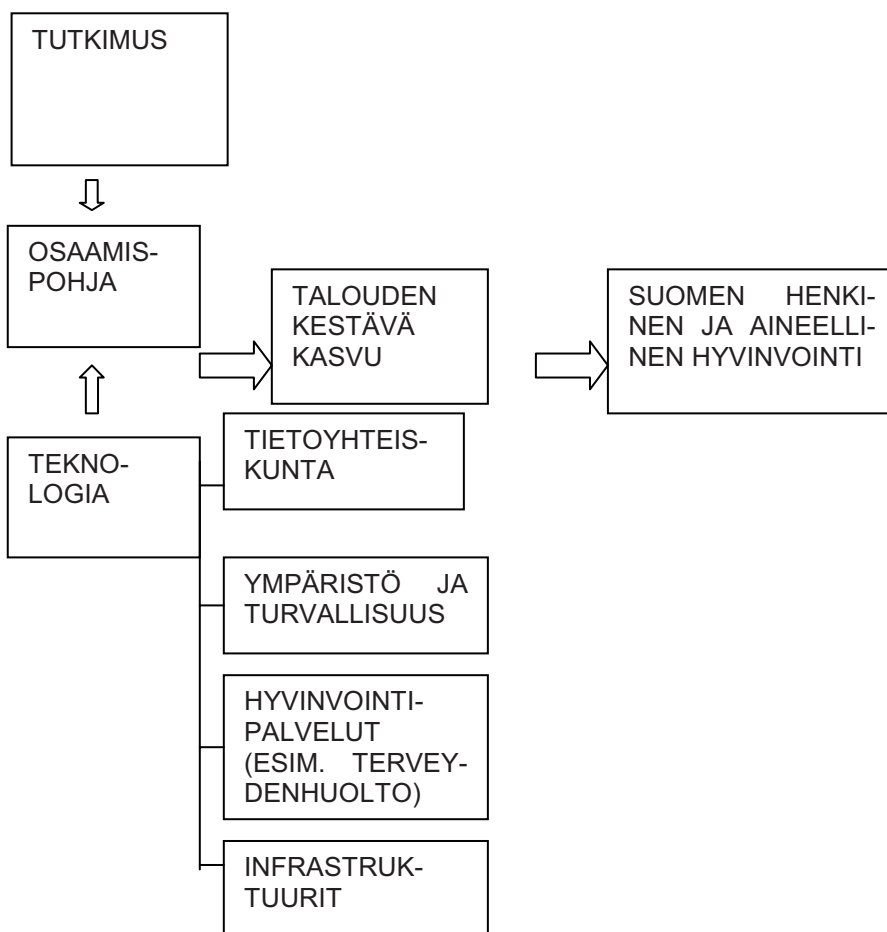 TUTKIMUS
OSAAMIS-
POHJA
TALOUDEN
KESTÄVÄ
KASVU
SUOMEN HENKI-
NEN JA AINEELLI-
NEN HYVINVOINTI
TEKNO-
LOGIA
TIETOYHTEIS-
KUNTA
YMPÄRISTÖ JA
TURVALLISUUS
HYVINVOINTI-
PALVELUT
(ESIM. TERVEY-
DENHUOLTO)
INFRASTRUK-
TUURIT